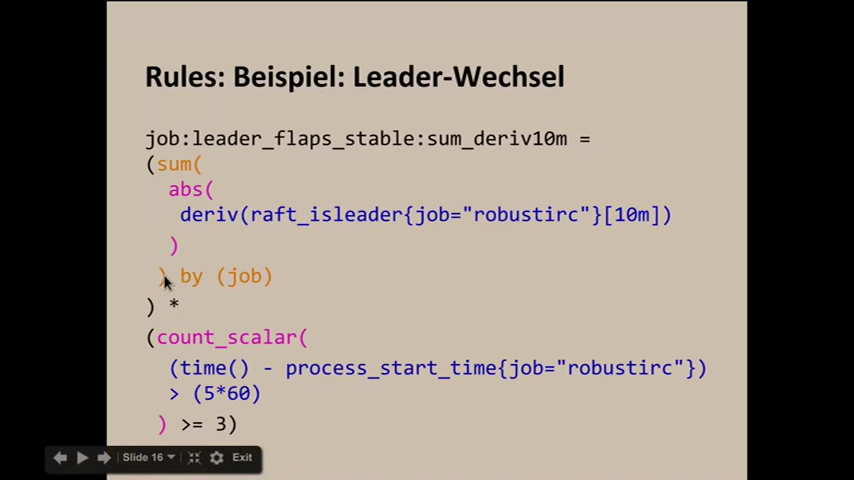 Rules: Beispiel: Leader-Wechsel
job:leader_flaps_stable:sum_deriv10m =
(sum(
abs(
deriv(raft_isleader{job="robustirc"}[10m])
)
) by (job)
) *
(count_scalar(
(time() - process_start_time{job="robustirc"})
> (5*60)
) >= 3)
Slide 16
Exit